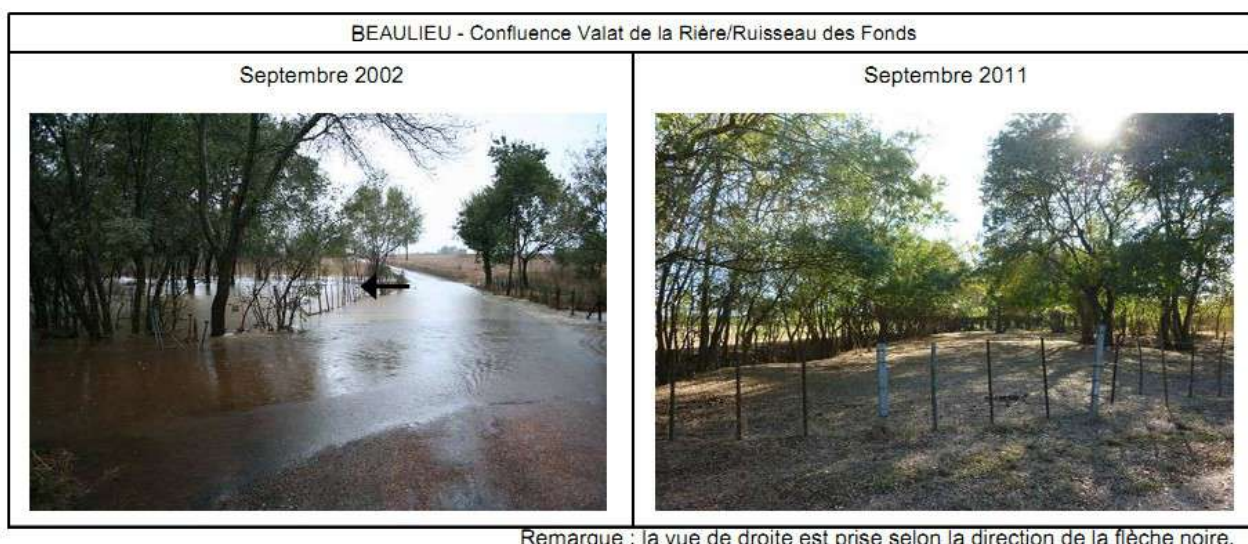 BEAULIEU - Confluence Valat de la Rière/Ruisseau des Fonds
Septembre 2002
Septembre 2011
Remarque : la vue de droite est prise selon la direction de la flèche noire.